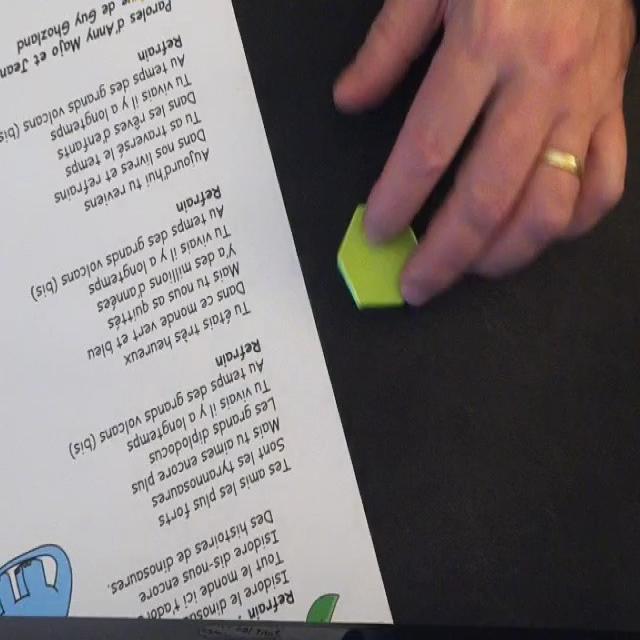 Refrain
Isidore le dinos
Tout le monde ici t'ador
Isidore dis-nous encore
Des histoires de dinosaures.
Tes amis les plus forts
Sont les tyrannosaures
Mais tu aimes encore plus
Les grands diplodocus
Tu vivais il y a longtemps
Au temps des grands volcans (bis)
Refrain
Tu étais très heureux
Dans ce monde vert et bleu
Mais tu nous as quittés
Y'a des millions d'années
Tu vivais il y a longtemps
Au temps des grands volcans (bis)
Refrain
Aujourd'hui tu reviens
Dans nos livres et refrains
Tu as traversé le temps
Dans les rêves d'enfants
Tu vivais il y a longtemps
Au temps des grands volcans (bis)
Refrain
Paroles d'Anny Majo et Jean
de Guy Ghozland